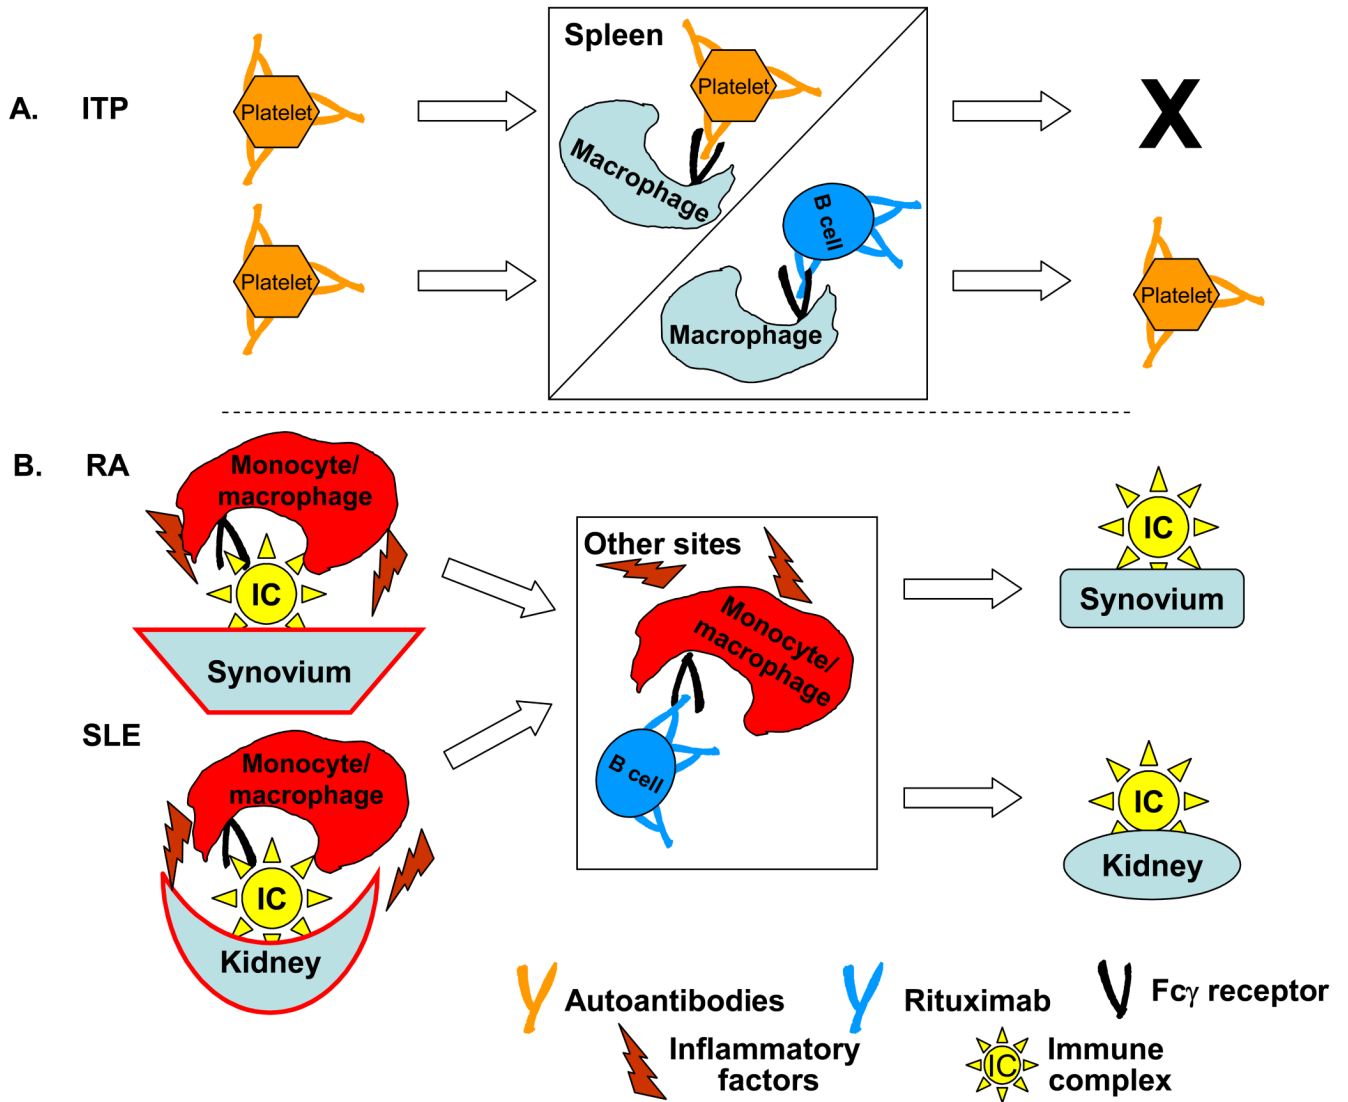 Spleen
A. ITP
Platelet
Platelet
Macrophage
X
B cell
Platelet
Platelet
Macrophage
B. RA
Monocyte/
macrophage
IC
Synovium
Other sites
Monocyte/
macrophage
B cell
IC
Synovium
SLE
Monocyte/
macrophage
IC
Kidney
IC
Kidney
Autoantibodies
Rituximab
Fcγ receptor
Inflammatory
factors
IC
Immune
complex